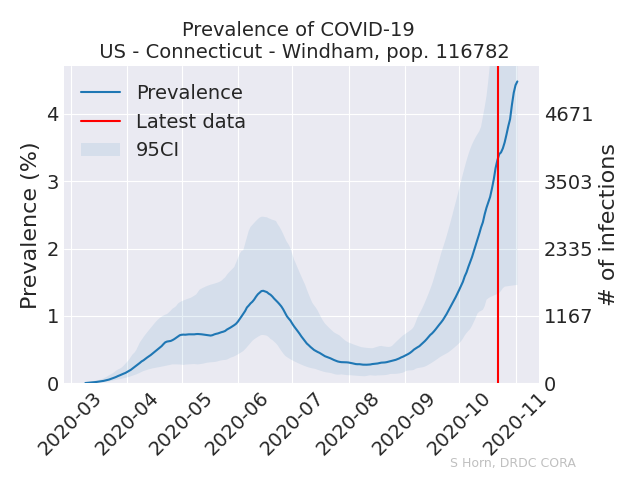 Prevalence of COVID-19
US - Connecticut - Windham, pop. 116782
Prevalence
Latest data
95CI
Prevalence (%)
4
3
2
1
0
4671
3503
2335
1167
0
# of infections
2020-03
2020-04
2020-05
2020-06
2020-07
2020-08
2020-09
2020-10
2020-11
S Horn, DRDC CORA